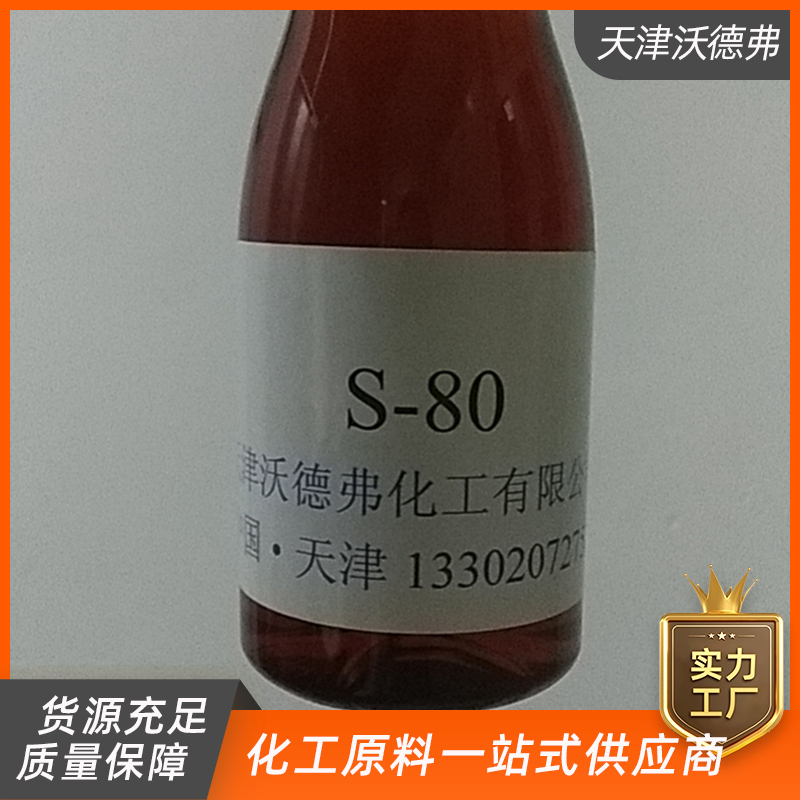 天津沃德弗
S-80
津沃德弗化工有限公
国·天津 133020727
实力
工厂
货源充足
质量保障
化工原料一站式供应商